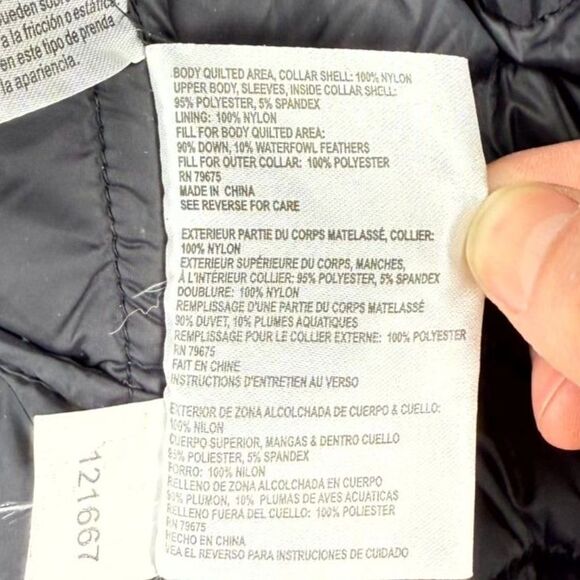 pueden sobre
a la fricción o estática
en este tipo de prenda
la apariencia.
BODY QUILTED AREA, COLLAR SHELL: 100% NYLON
UPPER BODY, SLEEVES, INSIDE COLLAR SHELL:
95% POLYESTER, 5% SPANDEX
LINING: 100% NYLON
FILL FOR BODY QUILTED AREA:
90% DOWN, 10% WATERFOWL FEATHERS
FILL FOR OUTER COLLAR: 100% POLYESTER
RN 79675
MADE IN CHINA
SEE REVERSE FOR CARE
EXTERIEUR PARTIE DU CORPS MATELASSÉ, COLLIER:
100% NYLON
EXTERIEUR SUPÉRIEURE DU CORPS, MANCHES,
À L'INTÉRIEUR COLLIER: 95% POLYESTER, 5% SPANDEX
DOUBLURE: 100% NYLON
REMPLISSAGE D'UNE PARTIE DU CORPS MATELASSÉ
90% DUVET, 10% PLUMES AQUATIQUES
REMPLISSAGE POUR LE COLLIER EXTERNE: 100% POLYESTER
RN 79675
FAIT EN CHINE
INSTRUCTIONS D'ENTRETIEN AU VERSO
EXTERIOR DE ZONA ALCOLCHADA DE CUERPO & CUELLO:
100% NILON
CUERPO SUPERIOR, MANGAS & DENTRO CUELLO
95% POLIESTER, 5% SPANDEX
FORRO: 100% NILON
RELLENO DE ZONA ALCOLCHADA EN CUERPO
90% PLUMON, 10% PLUMAS DE AVES ACUATICAS
RELLENO FUERA DEL CUELLO: 100% POLIESTER
RN 79675
HECHO EN CHINA
VEA EL REVERSO PARA INSTRUCCIONES DE CUIDADO
121667